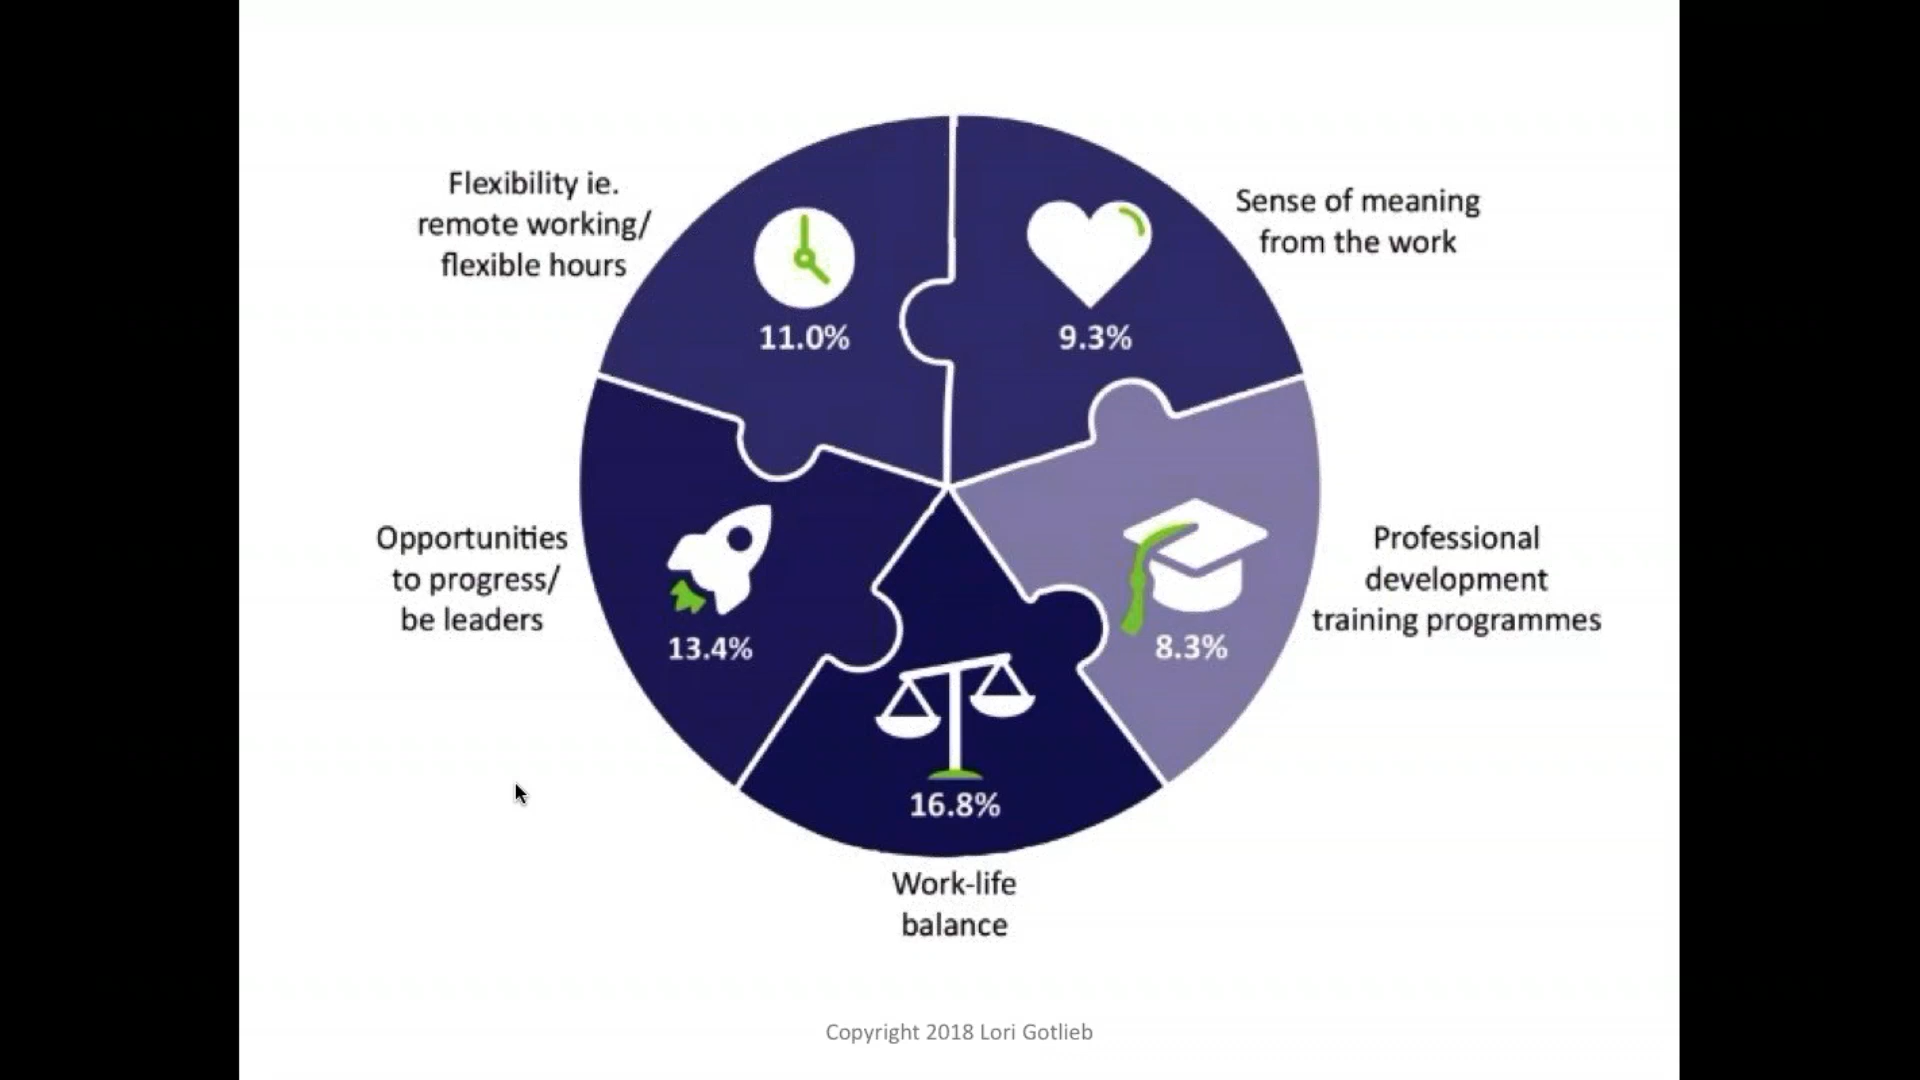 Flexibility ie.
remote working/
flexible hours
11.0%
Sense of meaning
from the work
9.3%
Opportunities
to progress/
be leaders
13.4%
Professional
development
training programmes
8.3%
16.8%
Work-life
balance
Copyright 2018 Lori Gotlieb